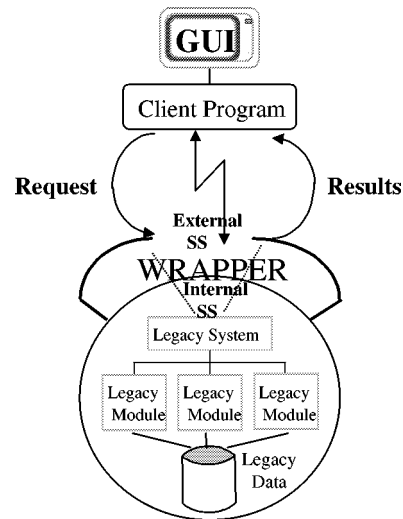 GUI
Client Program
Request
Results
External
SS
WRAPPER
Internal
SS
Legacy System
Legacy
Module
Legacy
Module
Legacy
Module
Legacy
Data